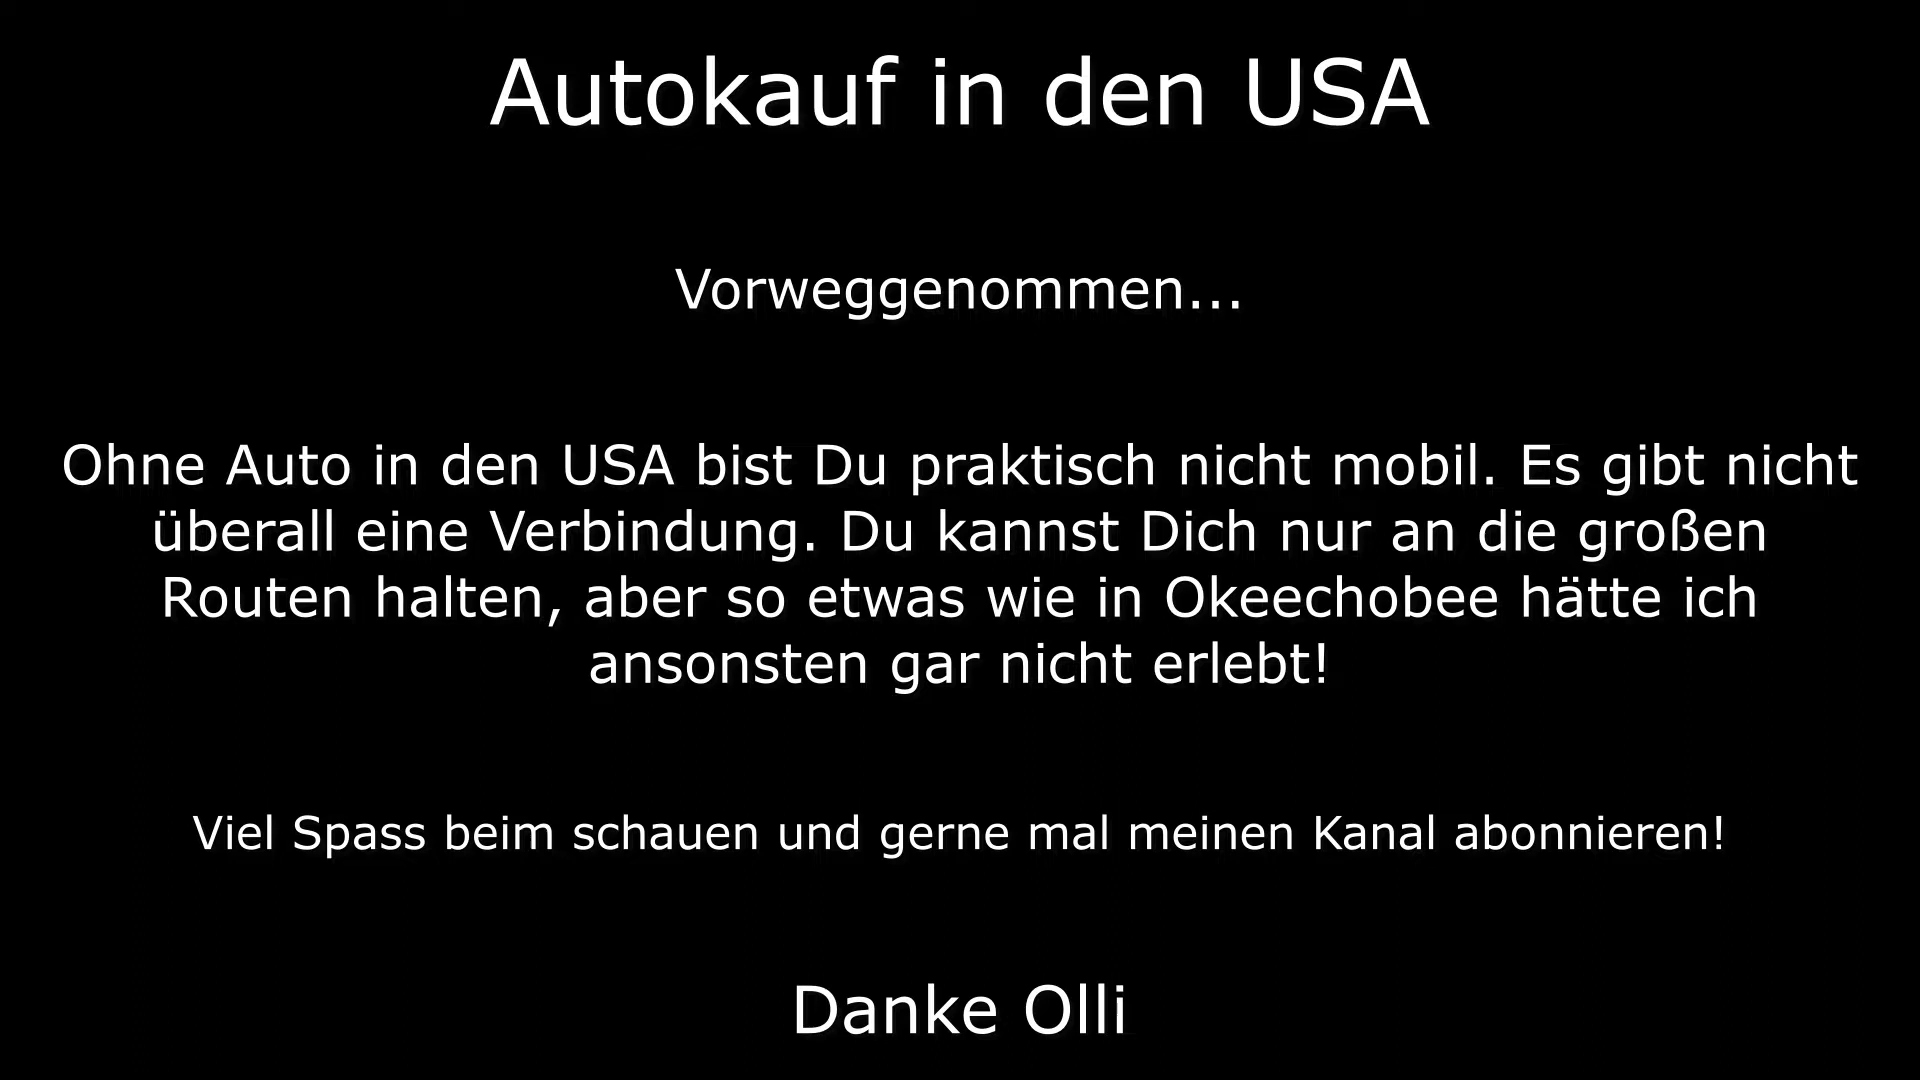 Autokauf in den USA
Vorweggenommen...
Ohne Auto in den USA bist Du praktisch nicht mobil. Es gibt nicht
überall eine Verbindung. Du kannst Dich nur an die großen
Routen halten, aber so etwas wie in Okeechobee hätte ich
ansonsten gar nicht erlebt!
Viel Spass beim schauen und gerne mal meinen Kanal abonnieren!
Danke Olli